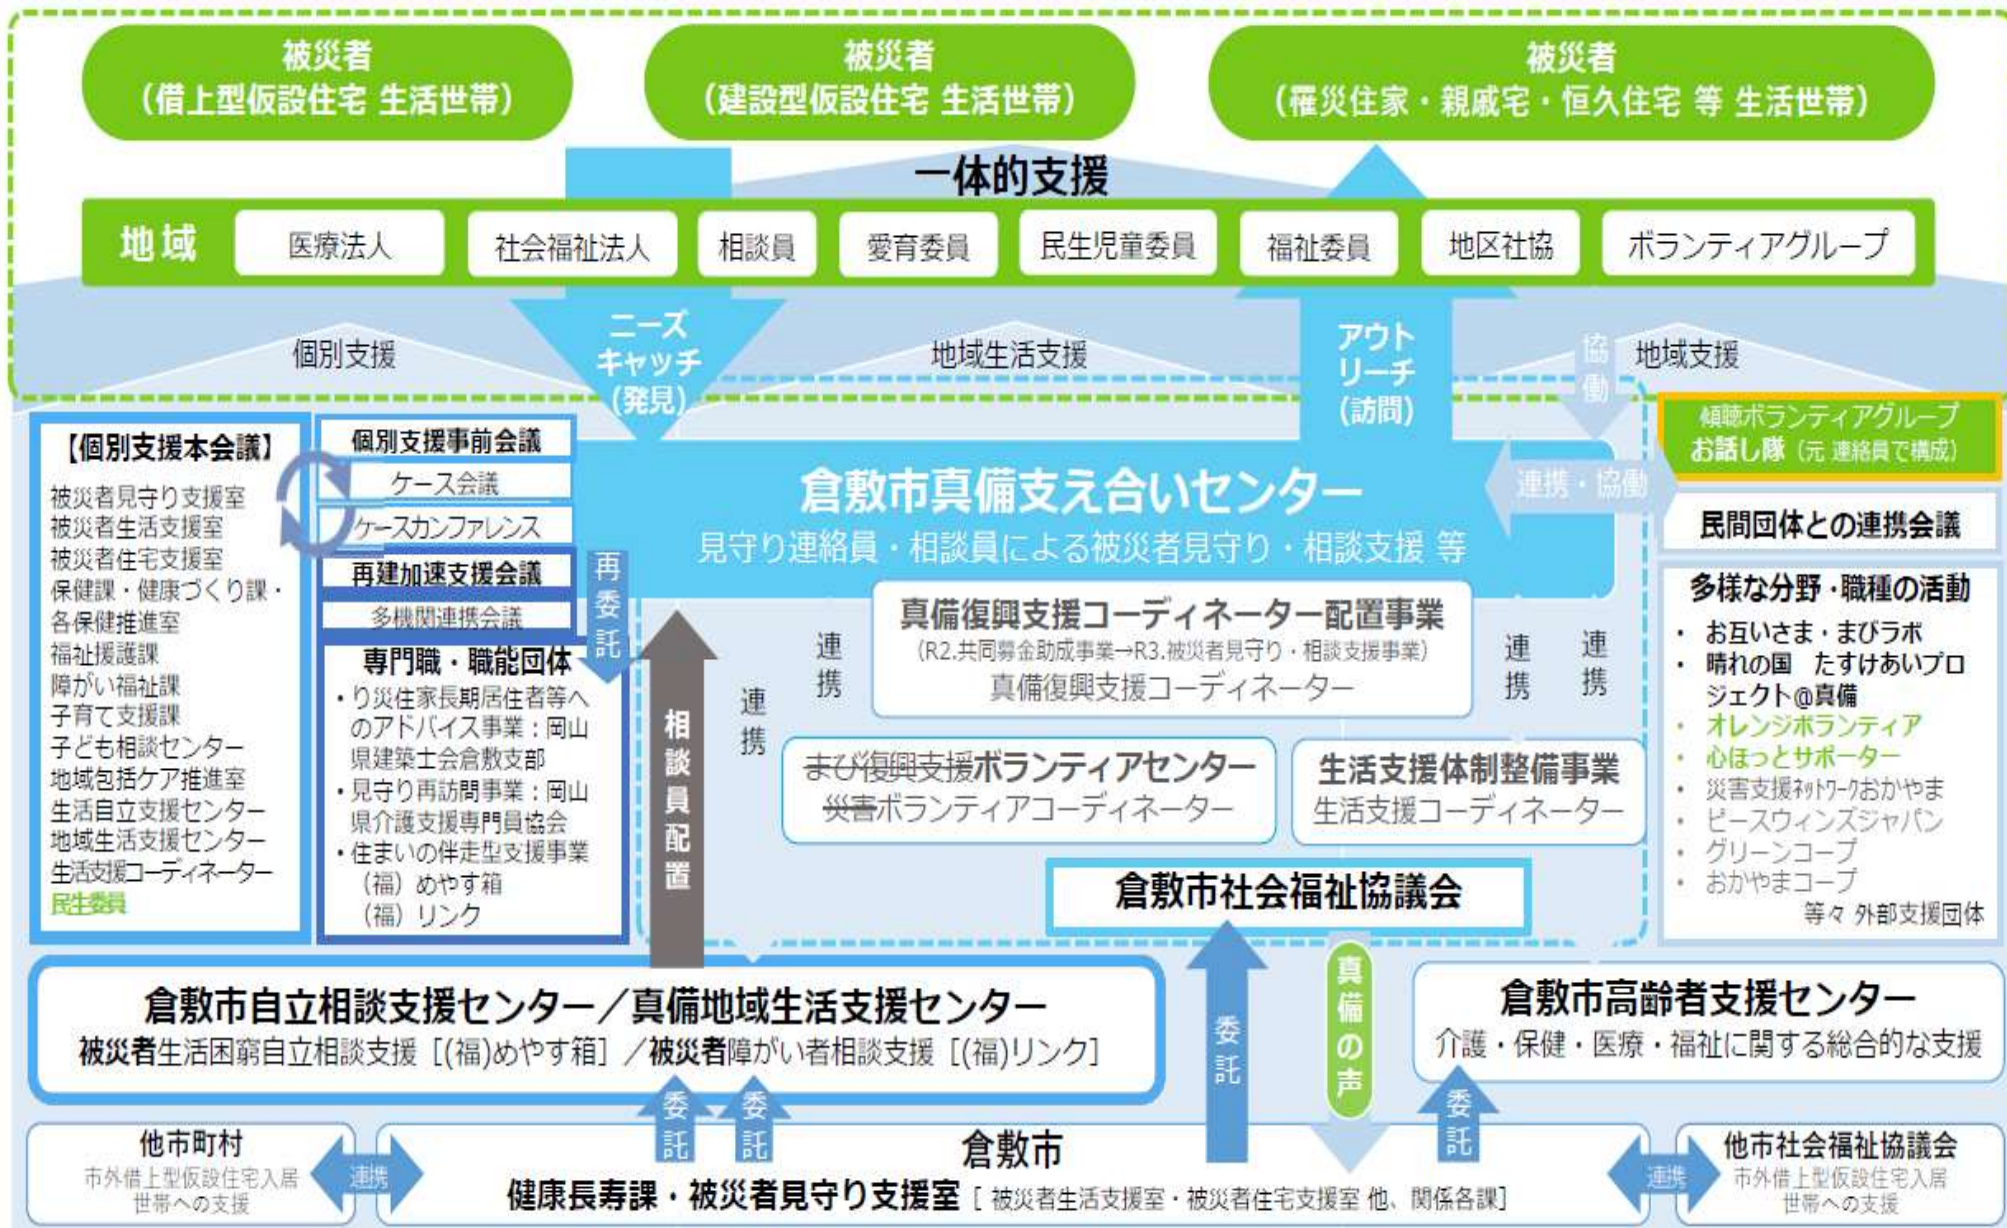 被災者
（借上型仮設住宅 生活世帯）
被災者
（建設型仮設住宅 生活世帯）
被災者
（罹災住家・親戚宅・恒久住宅 等 生活世帯）
一体的支援
地域
医療法人
社会福祉法人
相談員
愛育委員
民生児童委員
福祉委員
地区社協
ボランティアグループ
個別支援
ニーズ
キャッチ
(発見)
地域生活支援
アウト
リーチ
(訪問)
協働
地域支援
【個別支援本会議】
被災者見守り支援室
被災者生活支援室
被災者住宅支援室
保健課・健康づくり課・
各保健推進室
福祉援護課
障がい福祉課
子育て支援課
子ども相談センター
地域包括ケア推進室
生活自立支援センター
地域生活支援センター
生活支援コーディネーター
民生委員
個別支援事前会議
ケース会議
ケースカンファレンス
再建加速支援会議
多機関連携会議
専門職・職能団体
・り災住家長期居住者等へ
のアドバイス事業：岡山
県建築士会倉敷支部
・見守り再訪問事業：岡山
県介護支援専門員協会
・住まいの伴走型支援事業
（福）めやす箱
（福）リンク
再委託
倉敷市真備支え合いセンター
見守り連絡員・相談員による被災者見守り・相談支援 等
連携・協働
傾聴ボランティアグループ
お話し隊（元 連絡員で構成）
民間団体との連携会議
多様な分野・職種の活動
・ お互いさま・まびラボ
・ 晴れの国 たすけあいプロ
ジェクト@真備
・ オレンジボランティア
・ 心ほっとサポーター
・ 災害支援ﾈｯﾄﾜｰｸおかやま
・ ピースウィンズジャパン
・ グリーンコープ
・ おかやまコープ
等々 外部支援団体
真備復興支援コーディネーター配置事業
（R2.共同募金助成事業→R3.被災者見守り・相談支援事業）
真備復興支援コーディネーター
連携
連携
連携
連携
相談員配置
まび復興支援ボランティアセンター
災害ボランティアコーディネーター
生活支援体制整備事業
生活支援コーディネーター
倉敷市社会福祉協議会
倉敷市自立相談支援センター／真備地域生活支援センター
被災者生活困窮自立相談支援［(福)めやす箱］／被災者障がい者相談支援［(福)リンク］
委託
真備の声
倉敷市高齢者支援センター
介護・保健・医療・福祉に関する総合的な支援
委託
委託
委託
他市町村
市外借上型仮設住宅入居
世帯への支援
連携
倉敷市
健康長寿課・被災者見守り支援室［ 被災者生活支援室・被災者住宅支援室 他、関係各課］
連携
他市社会福祉協議会
市外借上型仮設住宅入居
世帯への支援